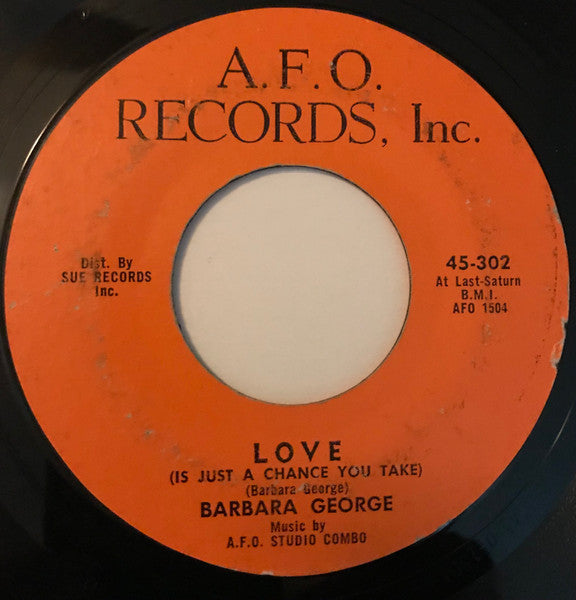 A.F.O.
RECORDS, Inc.
Dist. By
SUE RECORDS
Inc.
45-302
At Last-Saturn
B.M.I.
AFO 1504
LOVE
(IS JUST A CHANCE YOU TAKE)
(Barbara George)
BARBARA GEORGE
Music by
A.F.O. STUDIO COMBO